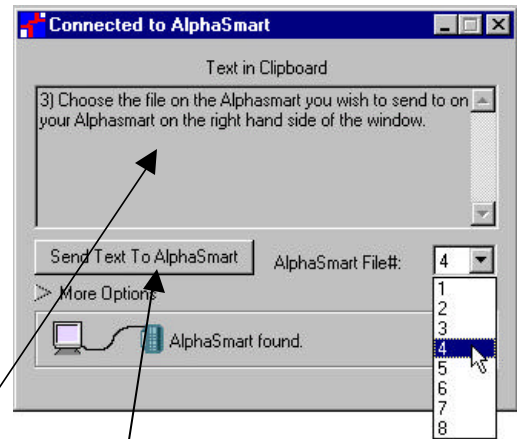 Connected to AlphaSmart
Text in Clipboard
3) Choose the file on the Alphasmart you wish to send to on
your Alphasmart on the right hand side of the window.
Send Text To AlphaSmart
AlphaSmart File#:
4
More Options
1
2
3
4
5
6
7
8
AlphaSmart found.